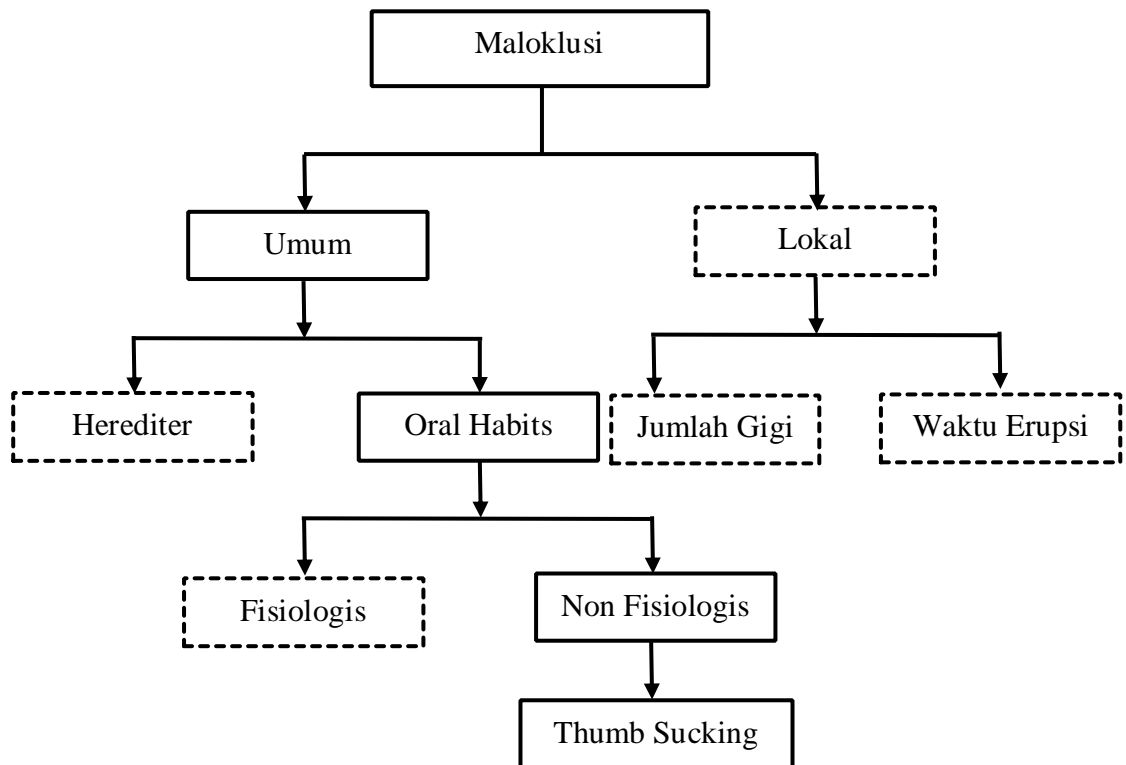 Maloklusi
Umum
Lokal
Herediter
Oral Habits
Jumlah Gigi
Waktu Erupsi
Fisiologis
Non Fisiologis
Thumb Sucking